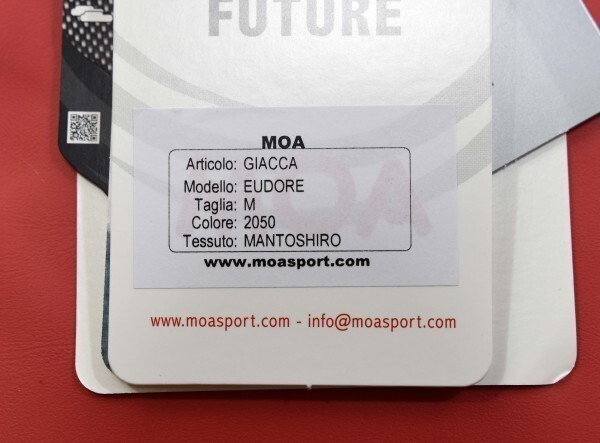 FUTURE
MOA
Articolo: GIACCA
Modello: EUDORE
Taglia: M
Colore: 2050
Tessuto: MANTOSHIRO
www.moasport.com
MOA
www.moasport.com - info@moasport.com